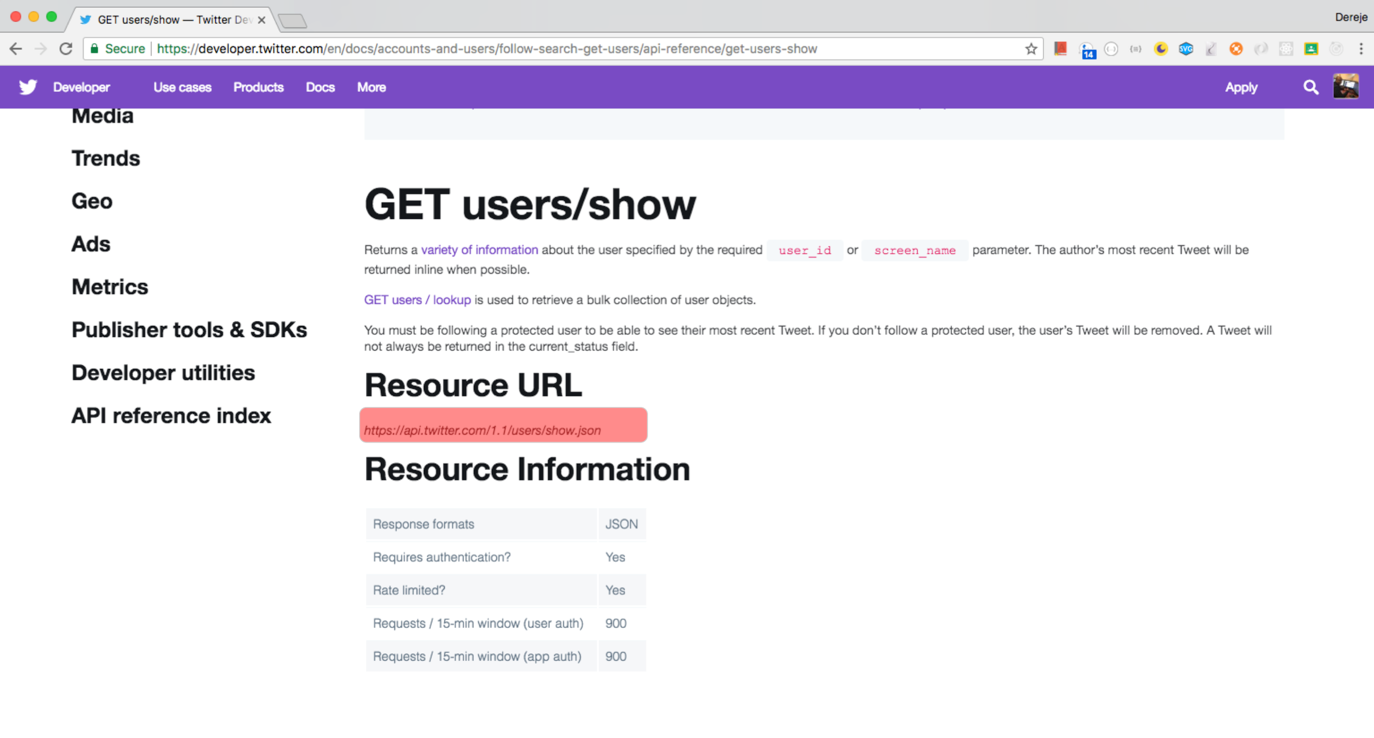 GET users/show — Twitter De
Dereje
Secure https://developer.twitter.com/en/docs/accounts-and-users/follow-search-get-users/api-reference/get-users-show
SVG
14
Developer Use cases Products Docs More Apply
Media
Trends
Geo
Ads
Metrics
Publisher tools & SDKs
Developer utilities
API reference index
GET users/show
Returns a variety of information about the user specified by the required user_id or screen_name parameter. The author's most recent Tweet will be
returned inline when possible.
GET users / lookup is used to retrieve a bulk collection of user objects.
You must be following a protected user to be able to see their most recent Tweet. If you don't follow a protected user, the user's Tweet will be removed. A Tweet will
not always be returned in the current_status field.
Resource URL
https://api.twitter.com/1.1/users/show.json
Resource Information
Response formats JSON
Requires authentication? Yes
Rate limited? Yes
Requests / 15-min window (user auth) 900
Requests / 15-min window (app auth) 900